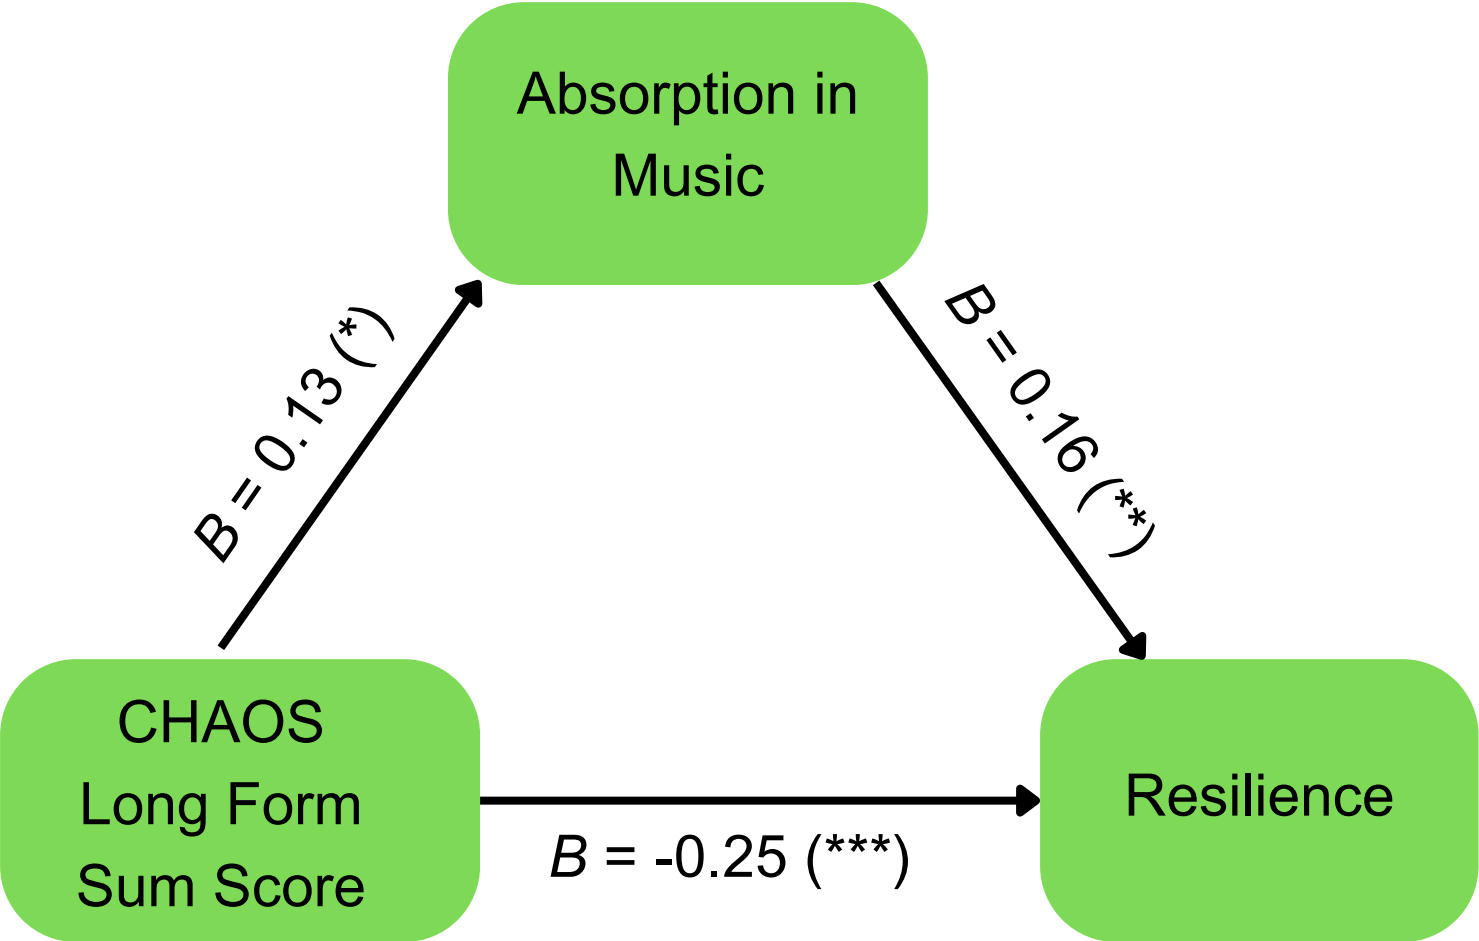 Absorption in
Music
B = 0.13 (*)
B = 0.16 (**)
CHAOS
Long Form
Sum Score
B = -0.25 (***)
Resilience